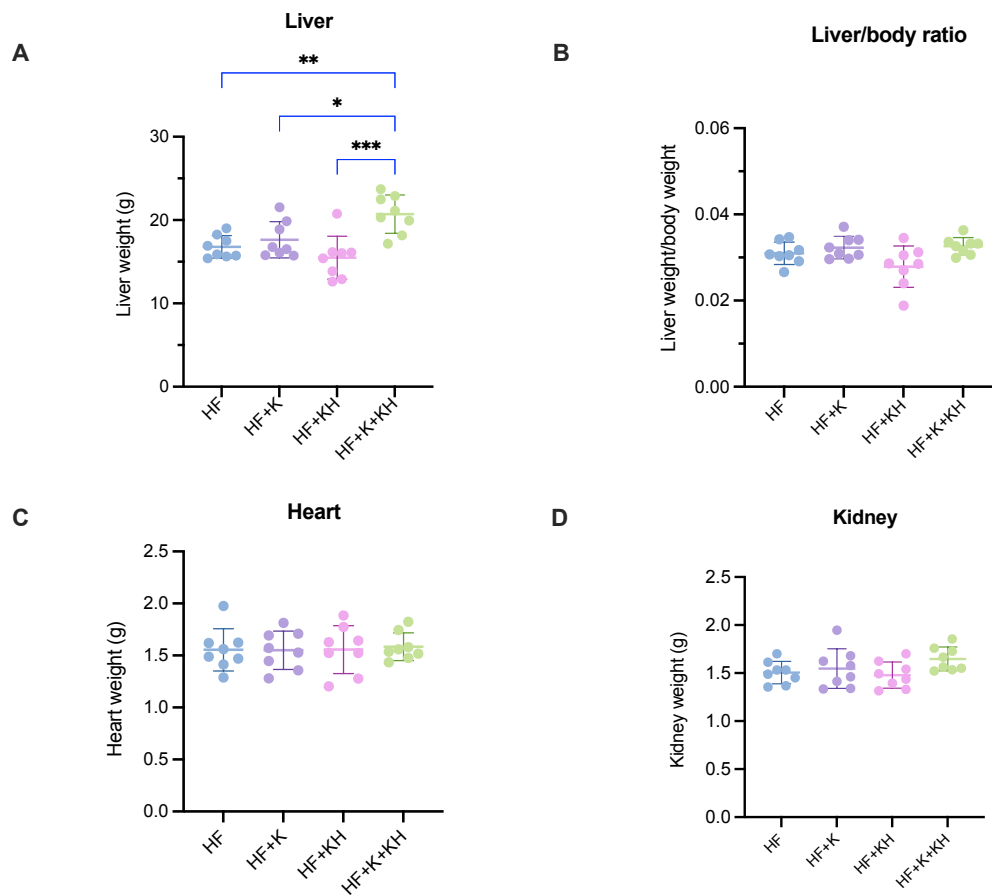 A
Liver
**
*
***
Liver weight (g)
30
20
10
0
HF
HF+K
HF+KH
HF+K+KH
B
Liver/body ratio
Liver weight/body weight
0.06
0.04
0.02
0.00
HF
HF+K
HF+KH
HF+K+KH
C
Heart
Heart weight (g)
2.5
2.0
1.5
1.0
0.5
0.0
HF
HF+K
HF+KH
HF+K+KH
D
Kidney
Kidney weight (g)
2.5
2.0
1.5
1.0
0.5
0.0
HF
HF+K
HF+KH
HF+K+KH